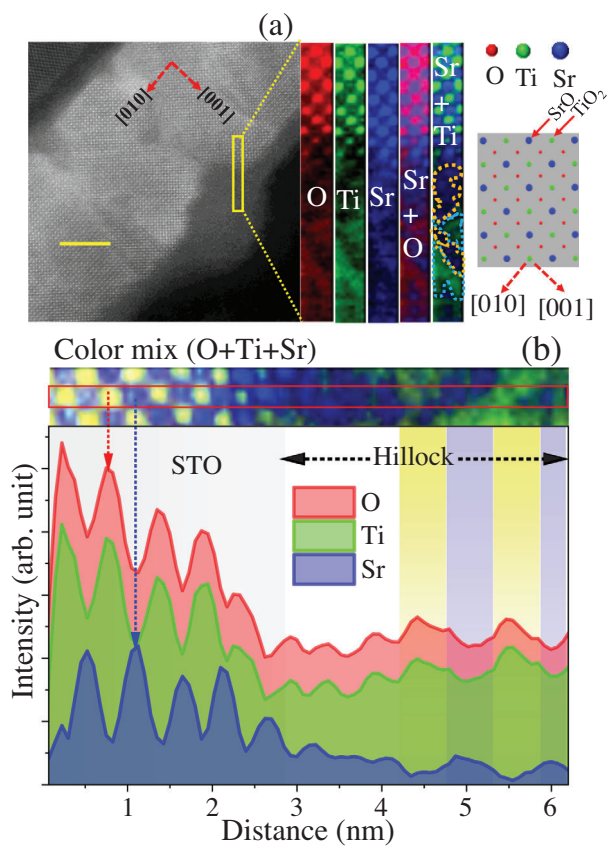 (a)
[010]
[001]
O
Ti
Sr
Sr + O
Sr + Ti
O Ti Sr
SrO
TiO2
[010] [001]
Color mix (O+Ti+Sr)
(b)
STO
Hillock
O
Ti
Sr
Intensity (arb. unit)
1 2 3 4 5 6
Distance (nm)